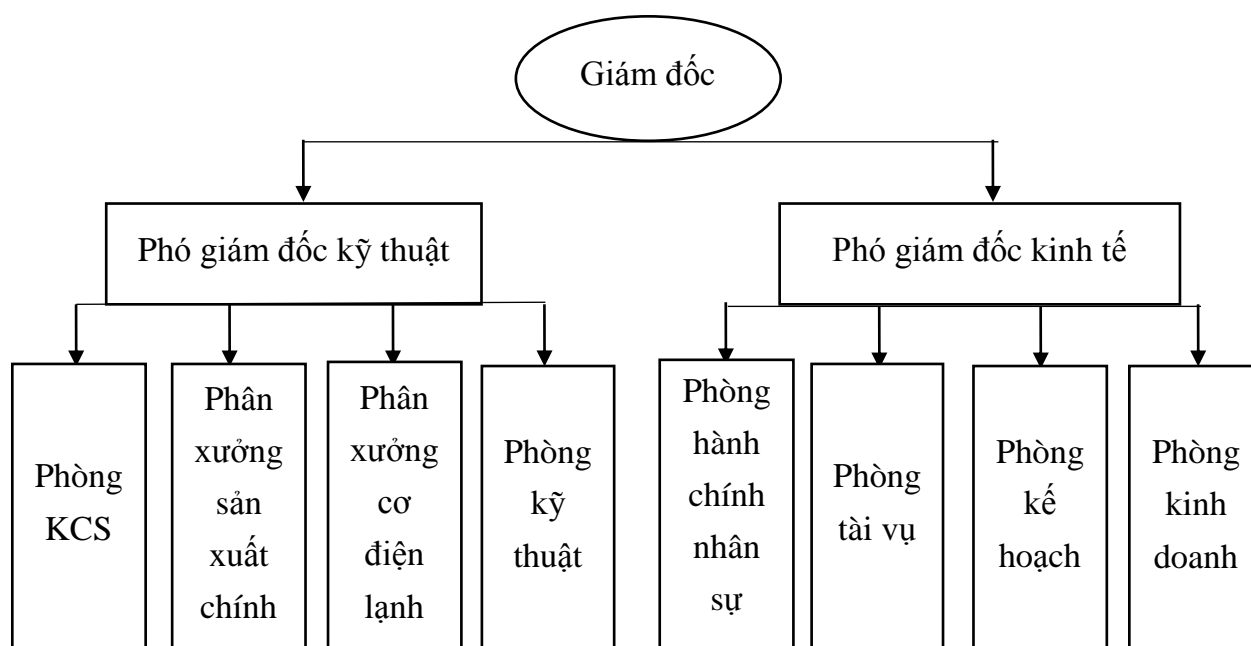 Giám đốc
Phó giám đốc kỹ thuật
Phó giám đốc kinh tế
Phòng
KCS
Phân
xưởng
sản
xuất
chính
Phân
xưởng
cơ
điện
lạnh
Phòng
kỹ
thuật
Phòng
hành
chính
nhân
sự
Phòng
tài vụ
Phòng
kế
hoạch
Phòng
kinh
doanh